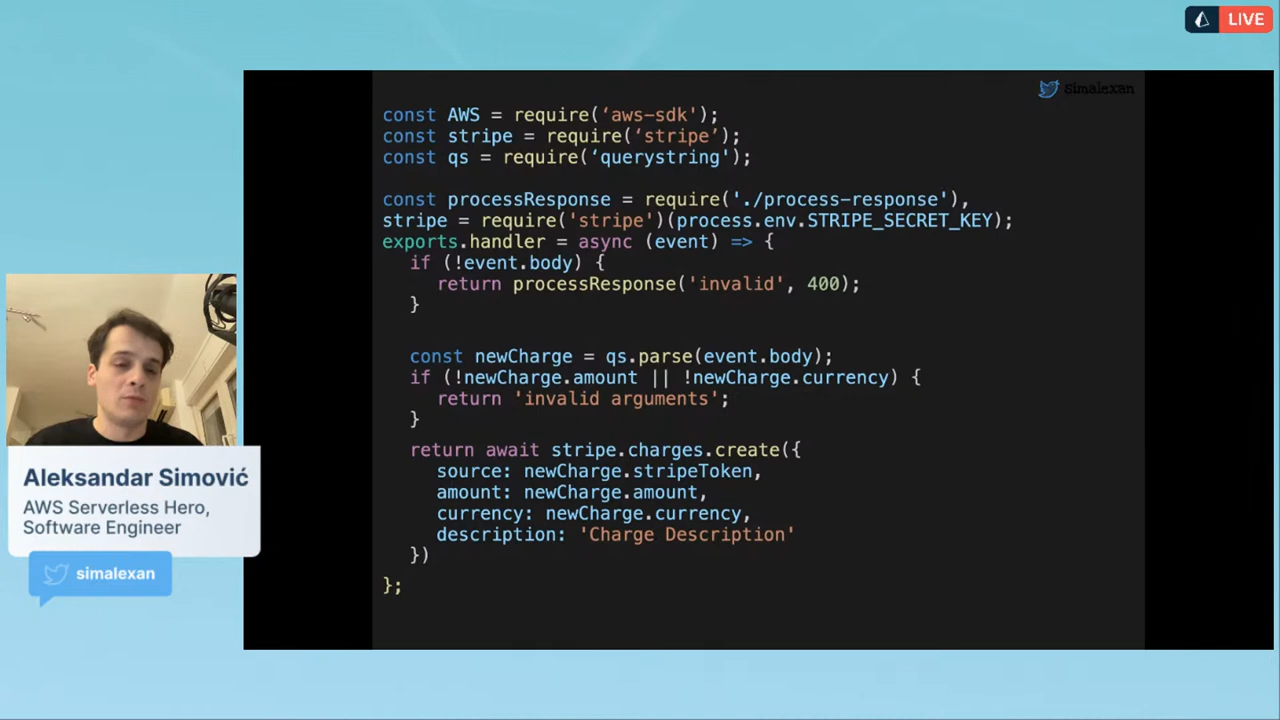 LIVE
simalexan
const AWS = require(‘aws-sdk');
const stripe = require(‘stripe’);
const qs = require(‘querystring');
const processResponse = require('./process-response'),
stripe = require('stripe')(process.env.STRIPE_SECRET_KEY);
exports.handler = async (event) => {
if (!event.body) {
return processResponse('invalid', 400);
}
const newCharge = qs.parse(event.body);
if (!newCharge.amount || !newCharge.currency) {
return 'invalid arguments';
}
return await stripe.charges.create({
source: newCharge.stripeToken,
amount: newCharge.amount,
currency: newCharge.currency,
description: 'Charge Description'
})
};
Aleksandar Simović
AWS Serverless Hero,
Software Engineer
simalexan